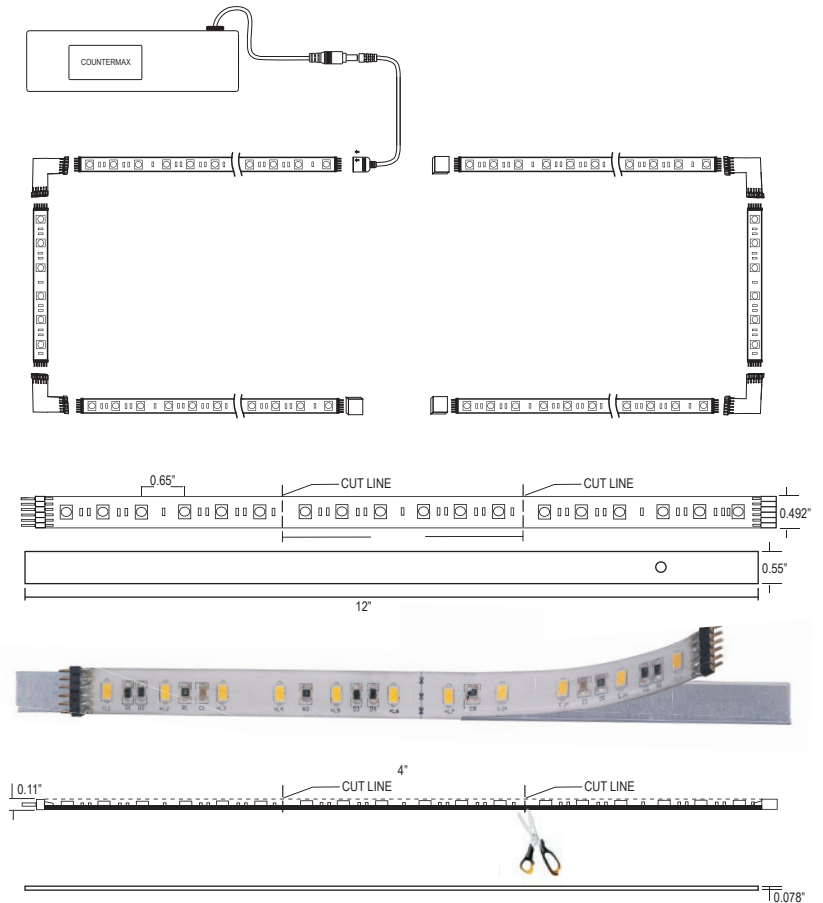 COUNTERMAX
0.65"
CUT LINE
CUT LINE
0.492"
0.55"
12"
4"
0.11"
CUT LINE
CUT LINE
0.078"